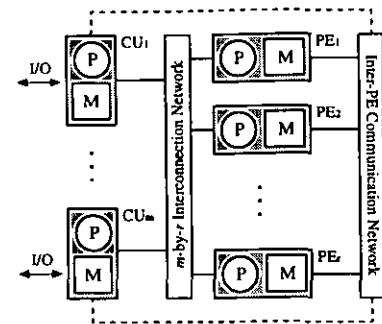 CU1
P
I/O
M
CUm
P
I/O
M
m-by-r Interconnection Network
PE1
P M
PE2
P M
PEr
P M
Inter-PE Communication Network